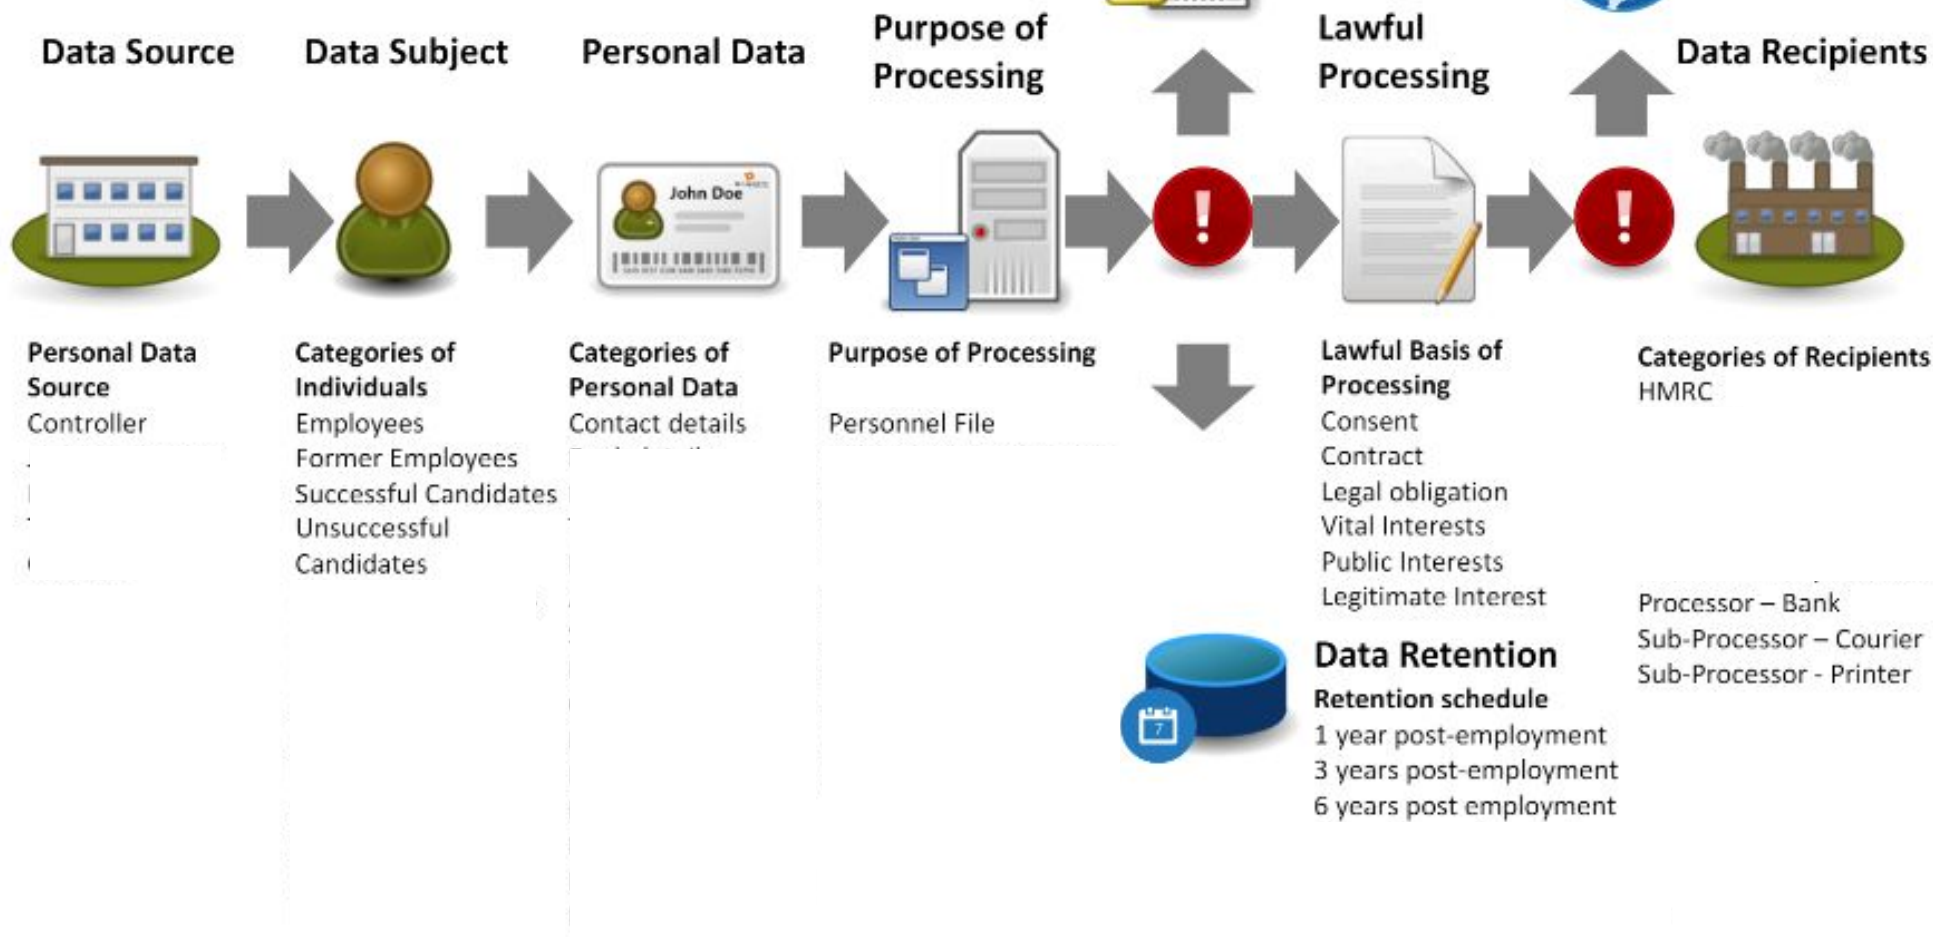 Data Source
Data Subject
Personal Data
Purpose of
Processing
Lawful
Processing
Data Recipients
John Doe
Personal Data
Source
Controller
Categories of
Individuals
Employees
Former Employees
Successful Candidates
Unsuccessful
Candidates
Categories of
Personal Data
Contact details
Purpose of Processing
Personnel File
Lawful Basis of
Processing
Consent
Contract
Legal obligation
Vital Interests
Public Interests
Legitimate Interest
Categories of Recipients
HMRC
Processor – Bank
Sub-Processor – Courier
Sub-Processor - Printer
7
Data Retention
Retention schedule
1 year post-employment
3 years post-employment
6 years post employment